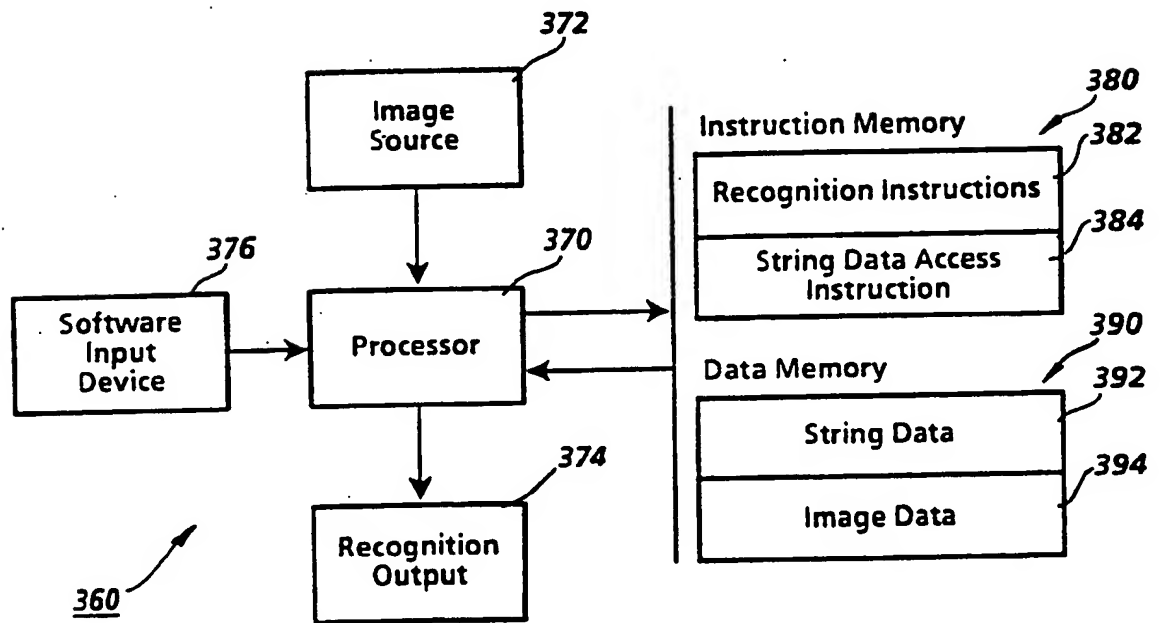 372
Image
Source
380
Instruction Memory
382
Recognition Instructions
384
String Data Access
Instruction
376
Software
Input
Device
370
Processor
390
Data Memory
392
String Data
394
Image Data
374
Recognition
Output
360